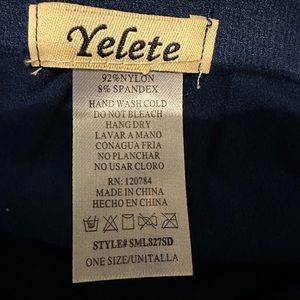 Yelete
92%NYLON
8% SPANDEX
HAND WASH COLD
DO NOT BLEACH
HANG DRY
LAVAR A MANO
CONAGUA FRIA
NO PLANCHAR
NO USAR CLORO
RN: 120784
MADE IN CHINA
HECHO EN CHINA
STYLE# SML827SD
ONE SIZE/UNITALLA